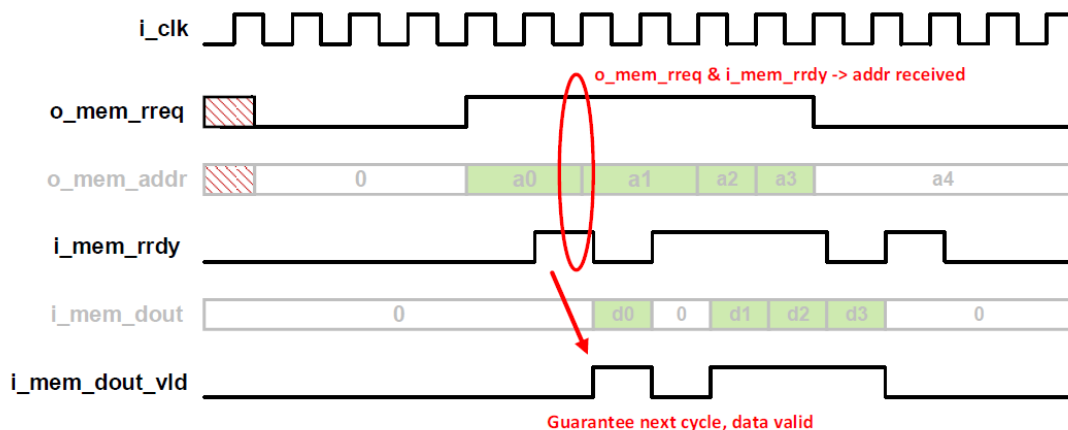 i_clk
o_mem_rreq & i_mem_rrdy -> addr received
o_mem_rreq
o_mem_addr 0 a0 a1 a2 a3 a4
i_mem_rrdy
i_mem_dout 0 d0 0 d1 d2 d3 0
i_mem_dout_vld
Guarantee next cycle, data valid